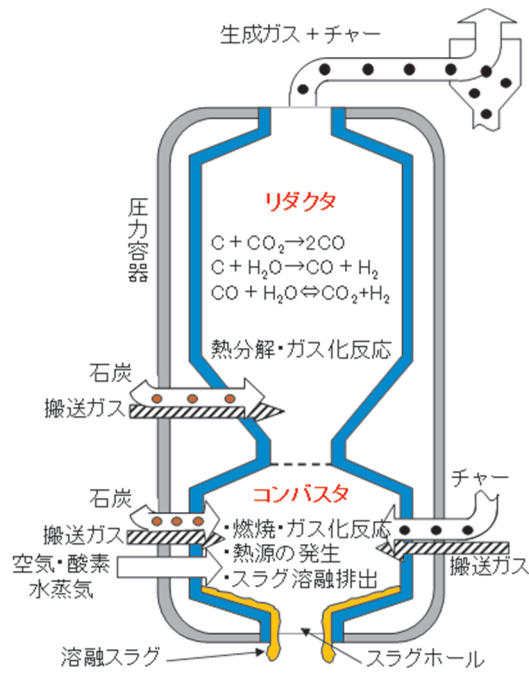 生成ガス + チャー
リダクタ
圧力容器
C + CO₂→2CO
C + H₂O→CO + H₂
CO + H₂O⇔CO₂+H₂
熱分解・ガス化反応
石炭
搬送ガス
コンバスタ
チャー
石炭
搬送ガス
・燃焼・ガス化反応
・熱源の発生
・スラグ溶融排出
空気・酸素
水蒸気
搬送ガス
溶融スラグ
スラグホール